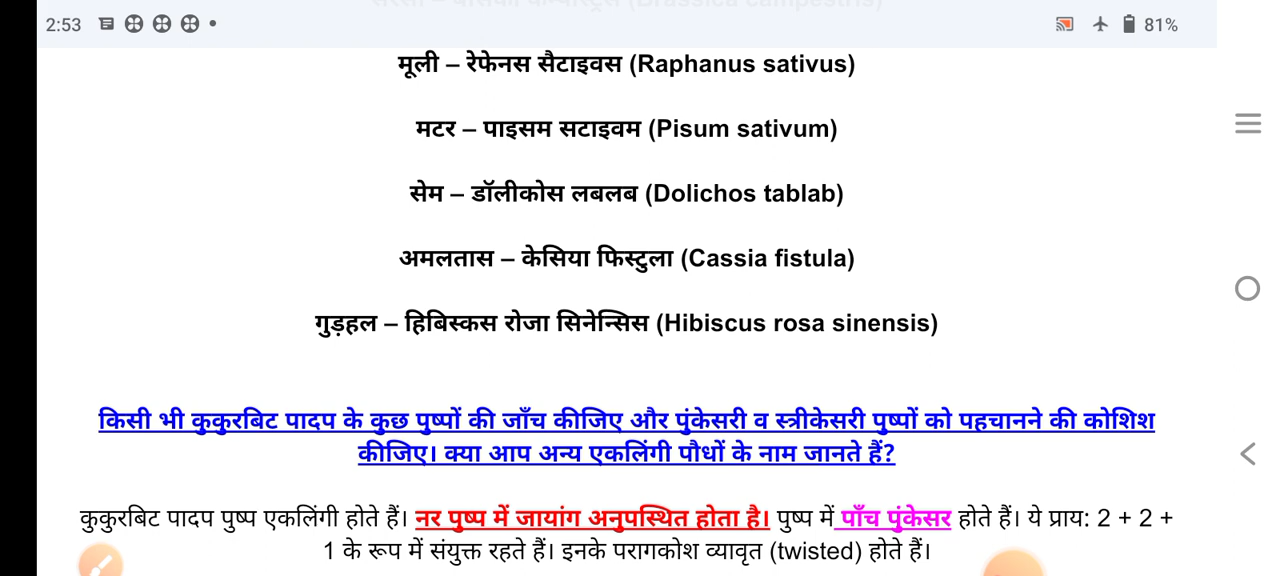 2:53 81%
मूली – रेफेनस सैटाइवस (Raphanus sativus)
मटर – पाइसम सटाइवम (Pisum sativum)
सेम – डॉलीकोस लबलब (Dolichos tablab)
अमलतास – केसिया फिस्टुला (Cassia fistula)
गुड़हल – हिबिस्कस रोजा सिनेन्सिस (Hibiscus rosa sinensis)
किसी भी कुकुरबिट पादप के कुछ पुष्पों की जाँच कीजिए और पुंकेसरी व स्त्रीकेसरी पुष्पों को पहचानने की कोशिश
कीजिए। क्या आप अन्य एकलिंगी पौधों के नाम जानते हैं?
कुकुरबिट पादप पुष्प एकलिंगी होते हैं। नर पुष्प में जायांग अनुपस्थित होता है। पुष्प में पाँच पुंकेसर होते हैं। ये प्राय: 2 + 2 +
1 के रूप में संयुक्त रहते हैं। इनके परागकोश व्यावृत (twisted) होते हैं।